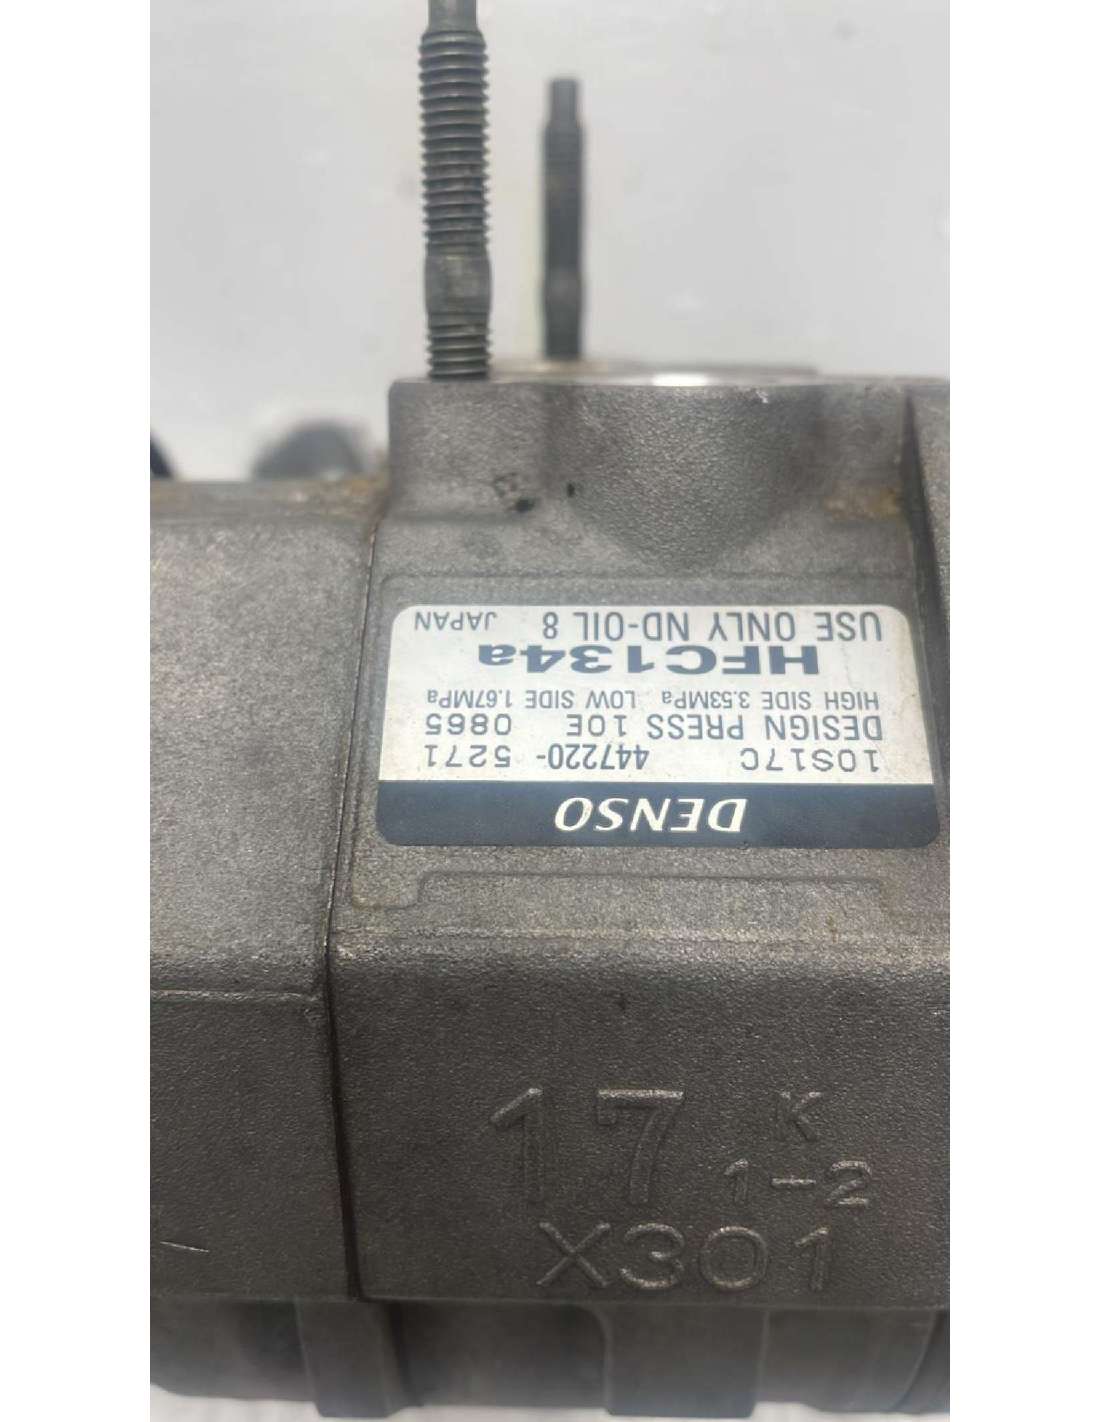 DENSO
10S17C 447220-5271
DESIGN PRESS 10E 0865
HIGH SIDE 3.53MPa LOW SIDE 1.67MPa
HFC134a
USE ONLY ND-OIL 8 JAPAN
17 K
1-2
X301